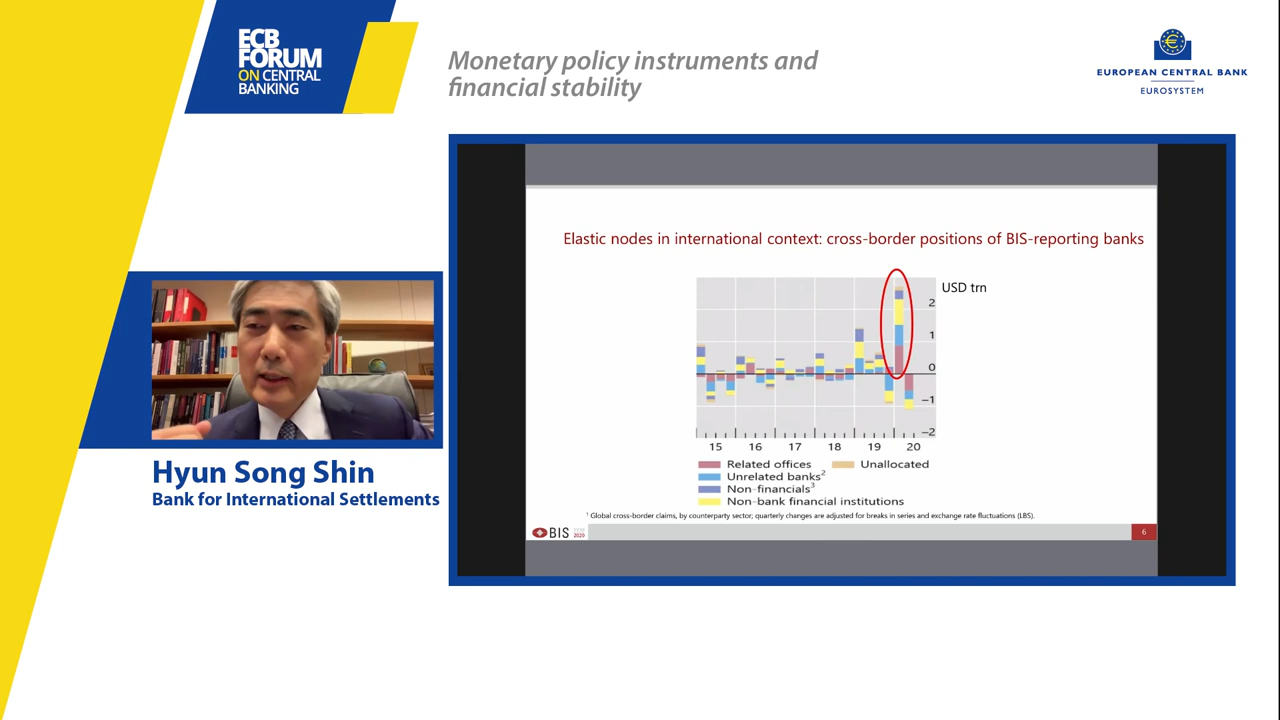 ECB
FORUM
ON CENTRAL
BANKING
Monetary policy instruments and
financial stability
EUROPEAN CENTRAL BANK
EUROSYSTEM
Elastic nodes in international context: cross-border positions of BIS-reporting banks
USD trn
2
1
0
–1
–2
15 16 17 18 19 20
Related offices Unallocated
Unrelated banks2
Non-financials3
Non-bank financial institutions
1 Global cross-border claims, by counterparty sector; quarterly changes are adjusted for breaks in series and exchange rate fluctuations (LBS).
BIS 2020
6
Hyun Song Shin
Bank for International Settlements